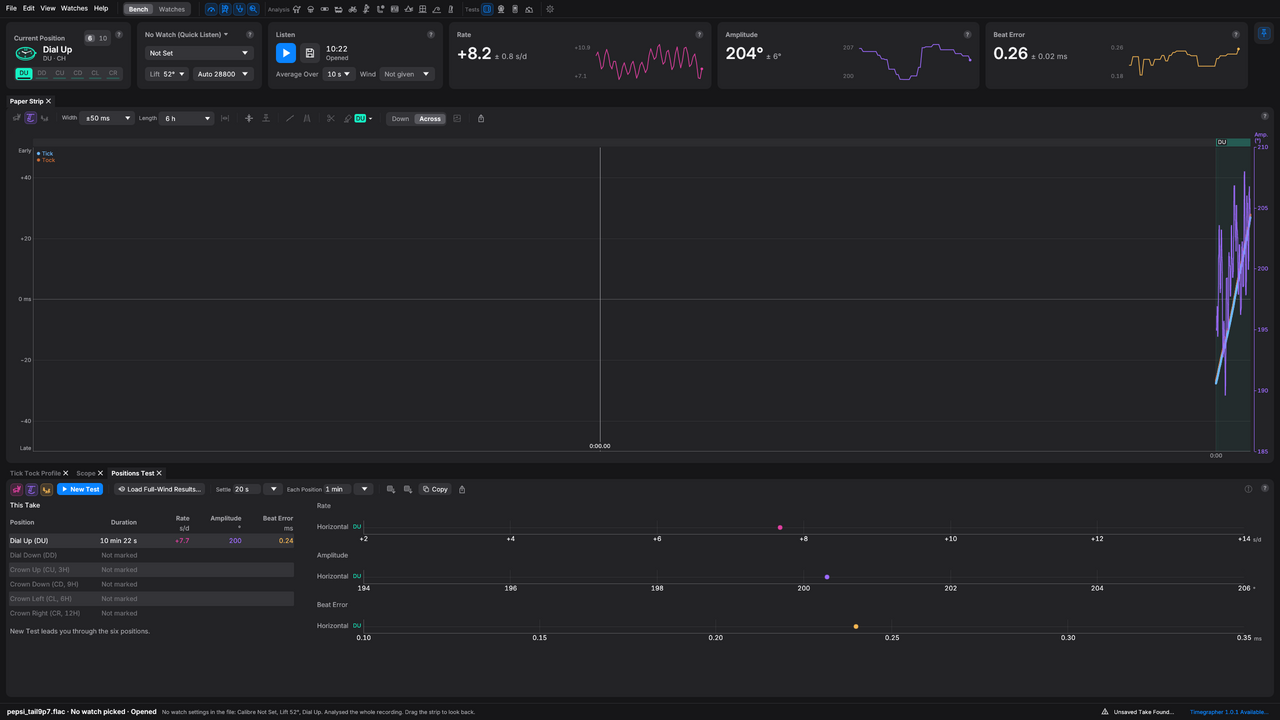 File Edit View Watches Help
Bench Watches
Analysis
Tests
Current Position 6 10
Dial Up
DU · CH
DU DD CU CD CL CR
No Watch (Quick Listen)
Not Set
Lift 52° Auto 28800
Listen
10:22
Opened
Average Over 10 s Wind Not given
Rate
+8.2 ± 0.8 s/d
+10.9
+7.1
Amplitude
204° ± 6°
207
200
Beat Error
0.26 ± 0.02 ms
0.26
0.18
Paper Strip
Width ±50 ms Length 6 h DU Down Across
Early
Tick
Tock
+40
+20
0 ms
−20
−40
Late
0:00.00
DU
0:00
Amp.
(°)
210
205
200
195
190
185
Tick Tock Profile Scope Positions Test
New Test Load Full-Wind Results... Settle 20 s Each Position 1 min Copy
This Take
Position Duration Rate s/d Amplitude ° Beat Error ms
Dial Up (DU) 10 min 22 s +7.7 200 0.24
Dial Down (DD) Not marked
Crown Up (CU, 3H) Not marked
Crown Down (CD, 9H) Not marked
Crown Left (CL, 6H) Not marked
Crown Right (CR, 12H) Not marked
New Test leads you through the six positions.
Rate
Horizontal DU
+2 +4 +6 +8 +10 +12 +14 s/d
Amplitude
Horizontal DU
194 196 198 200 202 204 206 °
Beat Error
Horizontal DU
0.10 0.15 0.20 0.25 0.30 0.35 ms
pepsi_tail9p7.flac · No watch picked · Opened No watch settings in the file: Calibre Not Set, Lift 52°, Dial Up. Analysed the whole recording. Drag the strip to look back.
Unsaved Take Found... Timegrapher 1.0.1 Available...